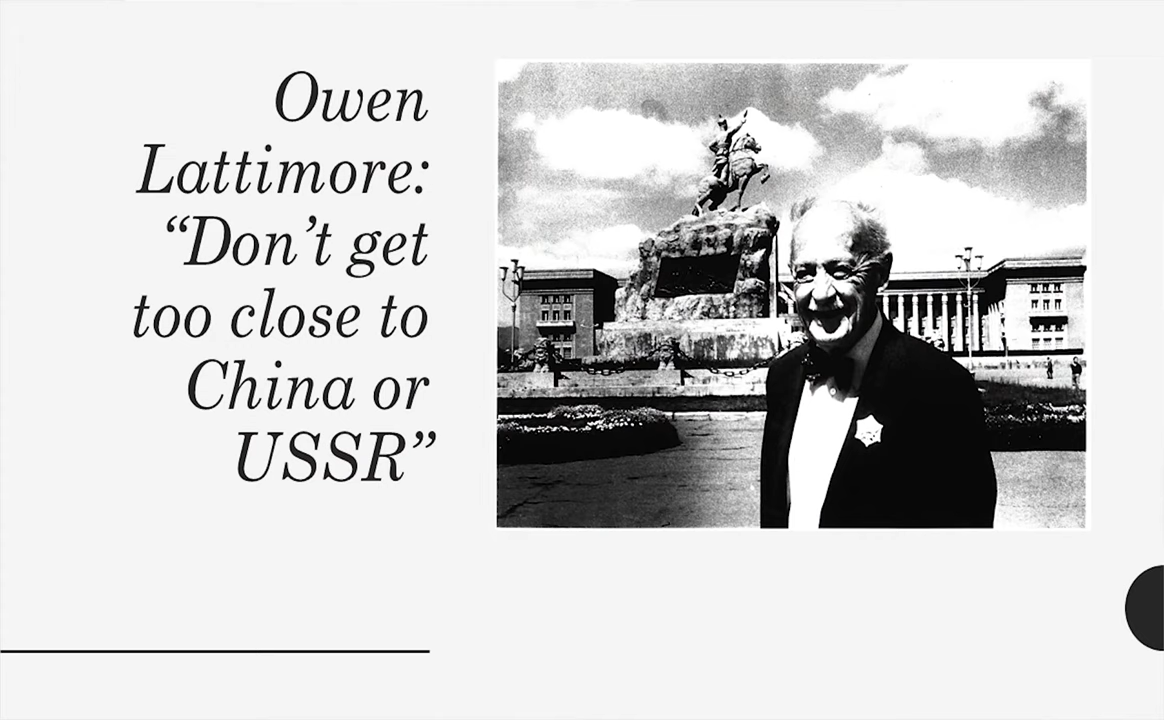 Owen
Lattimore:
“Don’t get
too close to
China or
USSR”